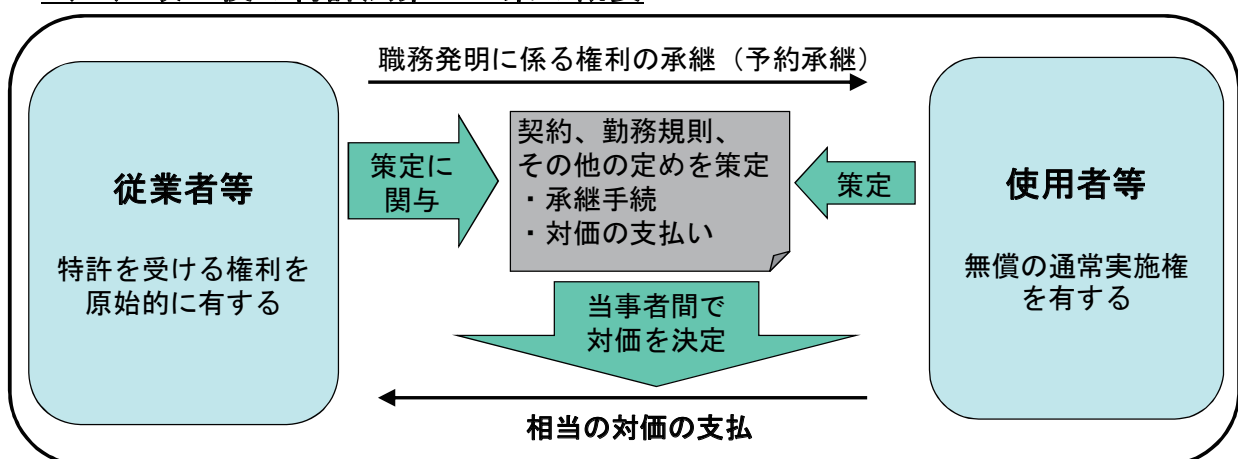 職務発明に係る権利の承継（予約承継）
従業者等
特許を受ける権利を
原始的に有する
策定に
関与
契約、勤務規則、
その他の定めを策定
・承継手続
・対価の支払い
策定
使用者等
無償の通常実施権
を有する
当事者間で
対価を決定
相当の対価の支払